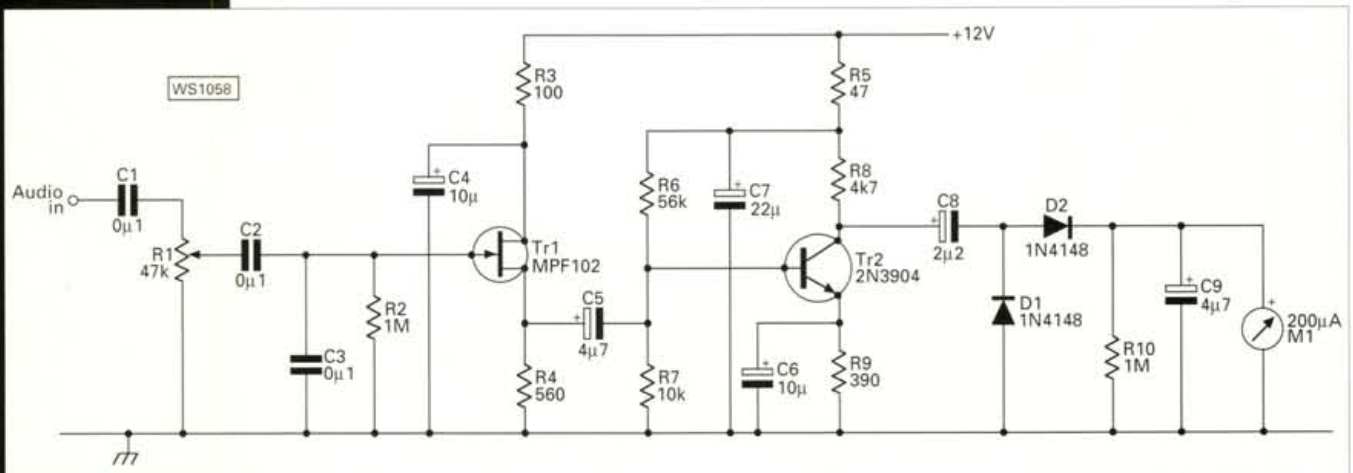 +12V
WS1058
R3
100
R5
47
Audio
in
C1
0μ1
R1
47k
C2
0μ1
C3
0μ1
R2
1M
C4
10μ
Tr1
MPF102
R4
560
C5
4μ7
R6
56k
R7
10k
C7
22μ
R8
4k7
Tr2
2N3904
C6
10μ
R9
390
C8
2μ2
D1
1N4148
D2
1N4148
R10
1M
C9
4μ7
200μA
M1